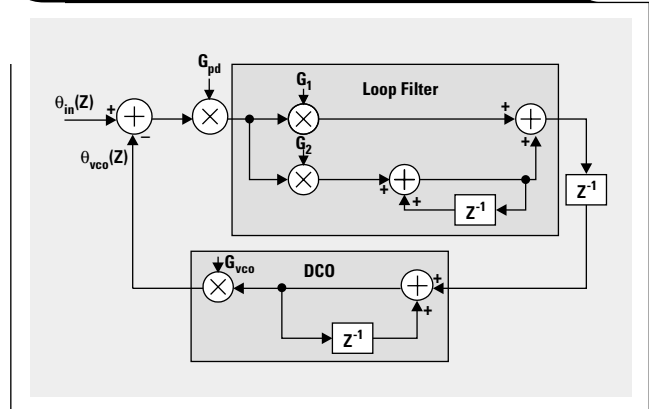 G_pd
Loop Filter
G_1
θ_in(Z)
+
+
+
−
+
G_2
θ_vco(Z)
+
+
Z^-1
Z^-1
G_vco
DCO
+
+
Z^-1